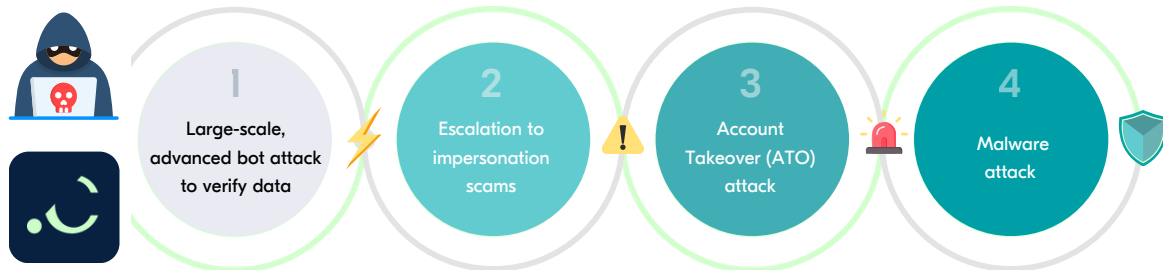 1
Large-scale,
advanced bot attack
to verify data
2
Escalation to
impersonation
scams
3
Account
Takeover (ATO)
attack
4
Malware
attack